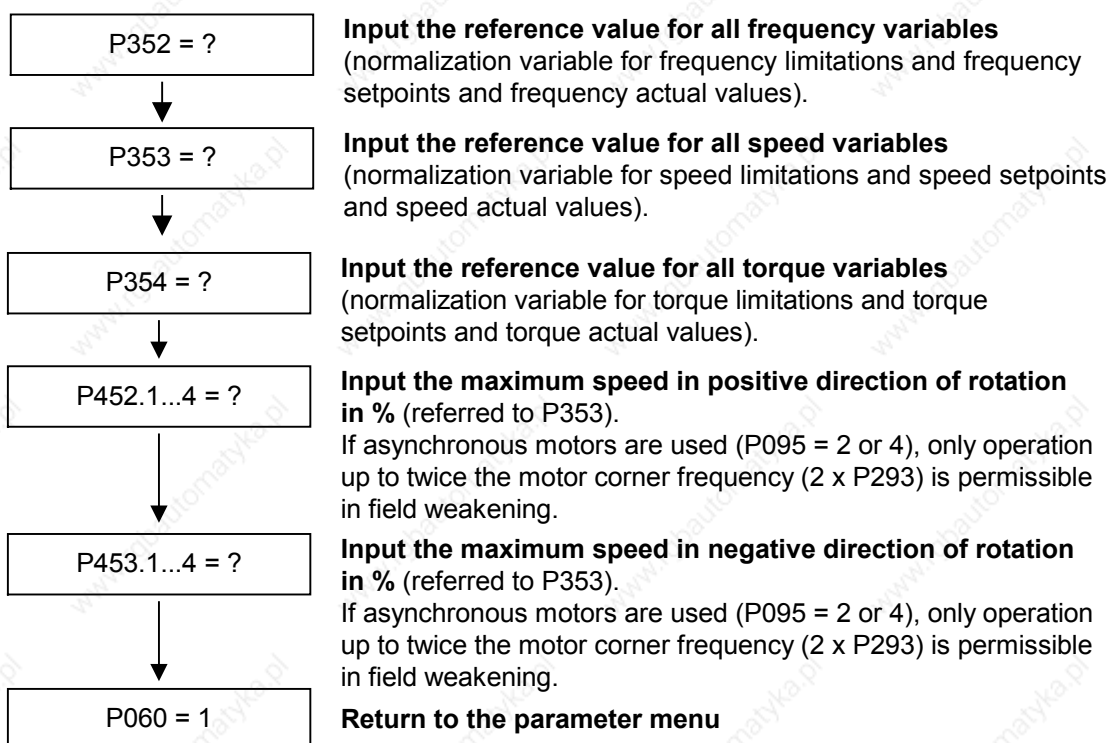 P352 = ?
Input the reference value for all frequency variables
(normalization variable for frequency limitations and frequency
setpoints and frequency actual values).
P353 = ?
Input the reference value for all speed variables
(normalization variable for speed limitations and speed setpoints
and speed actual values).
P354 = ?
Input the reference value for all torque variables
(normalization variable for torque limitations and torque
setpoints and torque actual values).
P452.1...4 = ?
Input the maximum speed in positive direction of rotation
in % (referred to P353).
If asynchronous motors are used (P095 = 2 or 4), only operation
up to twice the motor corner frequency (2 x P293) is permissible
in field weakening.
P453.1...4 = ?
Input the maximum speed in negative direction of rotation
in % (referred to P353).
If asynchronous motors are used (P095 = 2 or 4), only operation
up to twice the motor corner frequency (2 x P293) is permissible
in field weakening.
P060 = 1
Return to the parameter menu